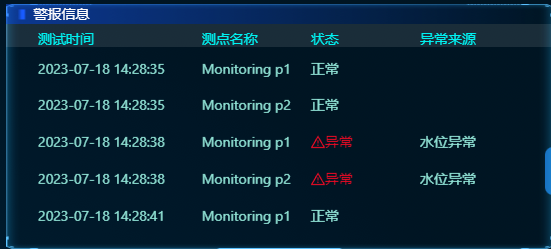 警报信息
测试时间 测点名称 状态 异常来源
2023-07-18 14:28:35 Monitoring p1 正常
2023-07-18 14:28:35 Monitoring p2 正常
2023-07-18 14:28:38 Monitoring p1 ⚠异常 水位异常
2023-07-18 14:28:38 Monitoring p2 ⚠异常 水位异常
2023-07-18 14:28:41 Monitoring p1 正常